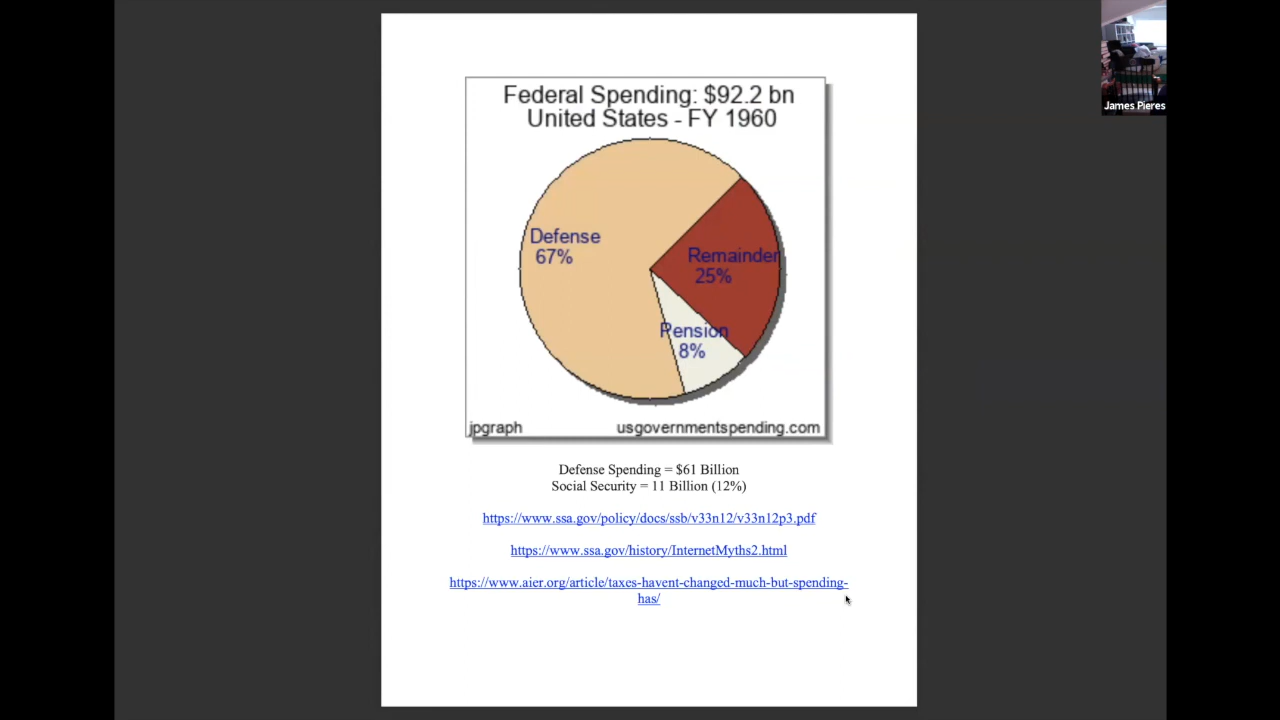 Federal Spending: $92.2 bn
United States - FY 1960
Defense
67%
Remainder
25%
Pension
8%
jpgraph
usgovernmentspending.com
Defense Spending = $61 Billion
Social Security = 11 Billion (12%)
https://www.ssa.gov/policy/docs/ssb/v33n12/v33n12p3.pdf
https://www.ssa.gov/history/InternetMyths2.html
https://www.aier.org/article/taxes-havent-changed-much-but-spending-
has/
James Pieres